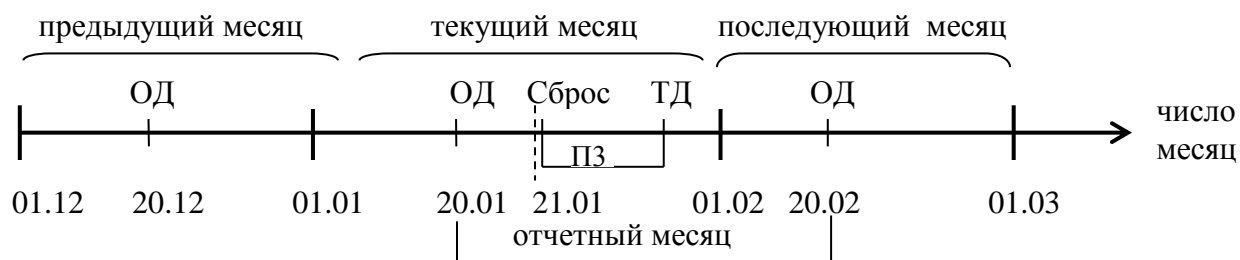 предыдущий месяц текущий месяц последующий месяц
ОД ОД Сброс ТД ОД
число
месяц
П3
01.12 20.12 01.01 20.01 21.01 01.02 20.02 01.03
отчетный месяц